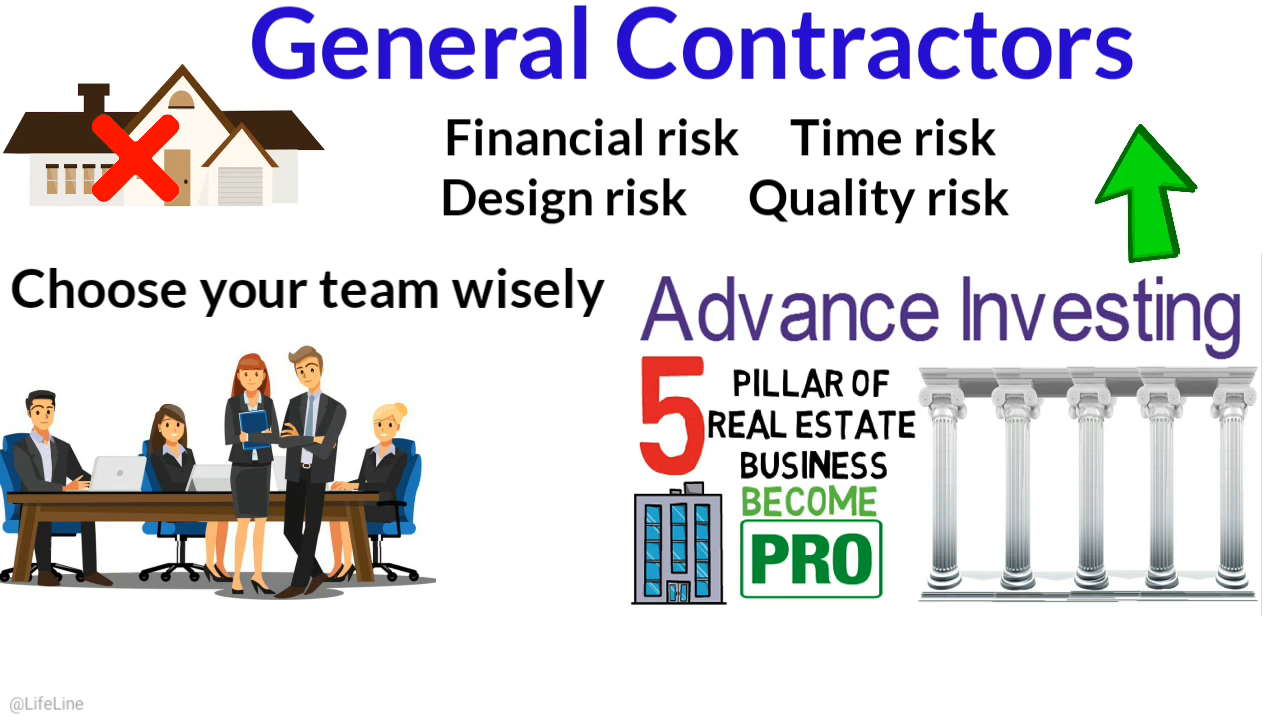 General Contractors
Financial risk Time risk
Design risk Quality risk
Choose your team wisely
Advance Investing
5 PILLAR OF
REAL ESTATE
BUSINESS
BECOME
PRO
@LifeLine